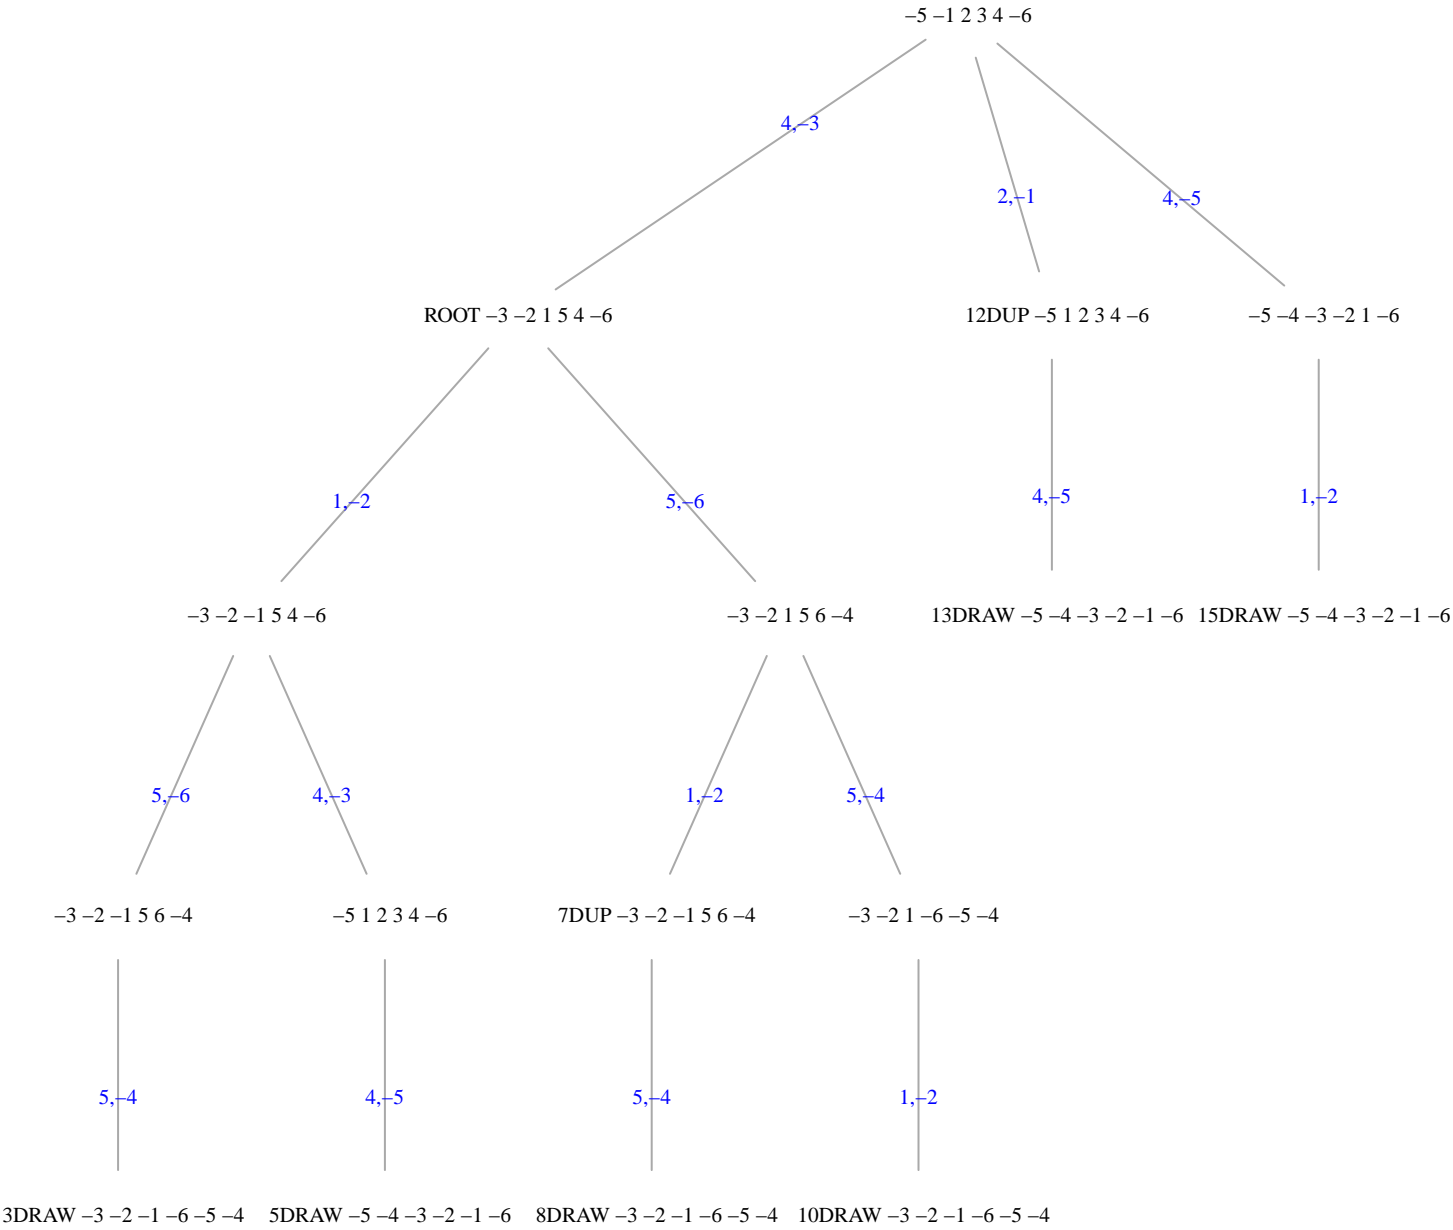 −5 −1 2 3 4 −6
4,−3
2,−1
4,−5
ROOT −3 −2 1 5 4 −6
12DUP −5 1 2 3 4 −6
−5 −4 −3 −2 1 −6
1,−2
5,−6
4,−5
1,−2
−3 −2 −1 5 4 −6
−3 −2 1 5 6 −4
13DRAW −5 −4 −3 −2 −1 −6
15DRAW −5 −4 −3 −2 −1 −6
5,−6
4,−3
1,−2
5,−4
−3 −2 −1 5 6 −4
−5 1 2 3 4 −6
7DUP −3 −2 −1 5 6 −4
−3 −2 1 −6 −5 −4
5,−4
4,−5
5,−4
1,−2
3DRAW −3 −2 −1 −6 −5 −4
5DRAW −5 −4 −3 −2 −1 −6
8DRAW −3 −2 −1 −6 −5 −4
10DRAW −3 −2 −1 −6 −5 −4